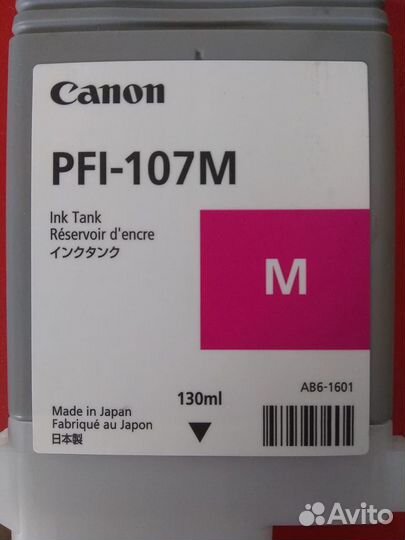 Canon
PFI-107M
Ink Tank
Réservoir d'encre
インクタンク
M
130ml
AB6-1601
Made in Japan
Fabriqué au Japon
日本製
Avito